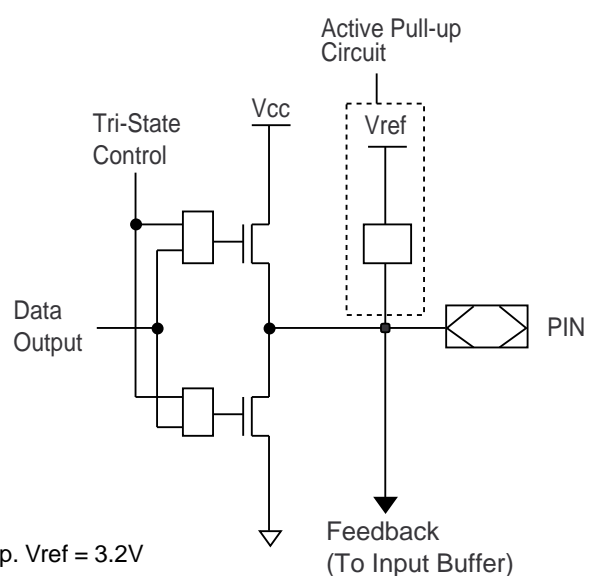 Active Pull-up
Circuit
Vcc
Vref
Tri-State
Control
Data
Output
PIN
Feedback
(To Input Buffer)
p. Vref = 3.2V